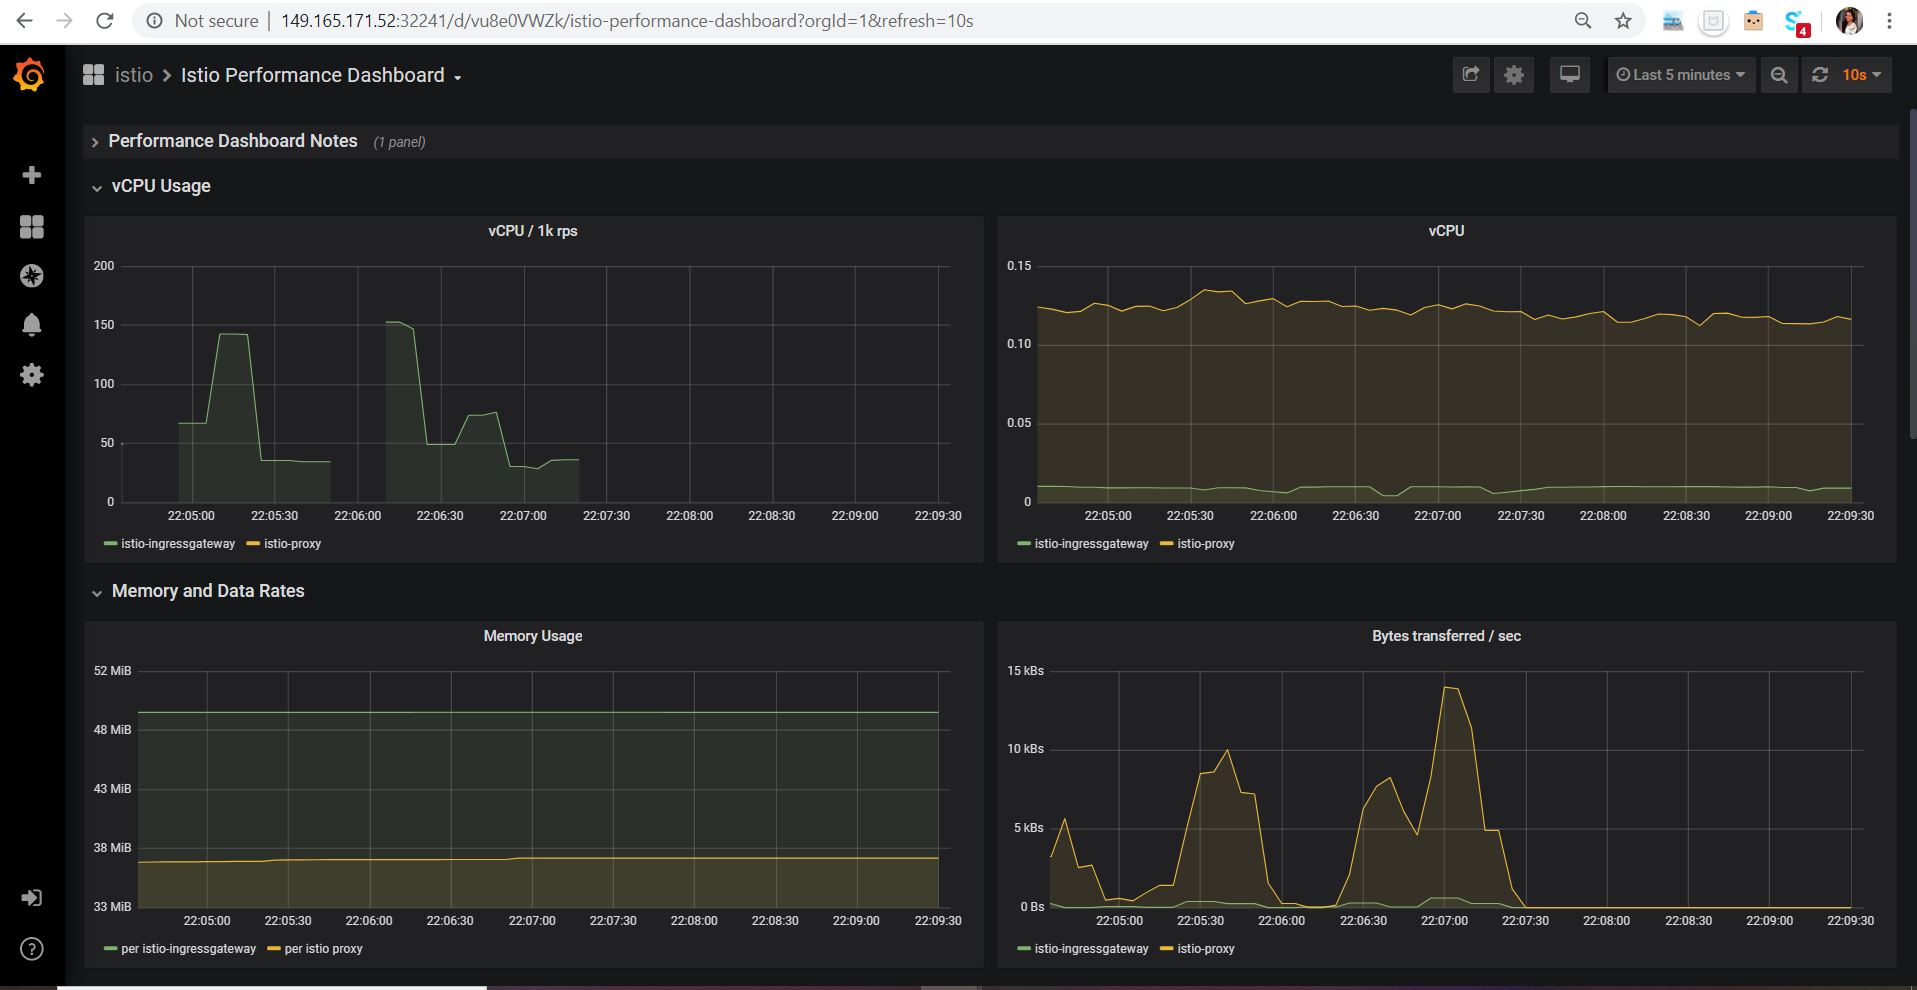 Not secure | 149.165.171.52:32241/d/vu8e0VWZk/istio-performance-dashboard?orgId=1&refresh=10s
4
istio > Istio Performance Dashboard
Last 5 minutes
10s
Performance Dashboard Notes (1 panel)
vCPU Usage
vCPU / 1k rps
200
150
100
50
0
22:05:00 22:05:30 22:06:00 22:06:30 22:07:00 22:07:30 22:08:00 22:08:30 22:09:00 22:09:30
istio-ingressgateway istio-proxy
vCPU
0.15
0.10
0.05
0
22:05:00 22:05:30 22:06:00 22:06:30 22:07:00 22:07:30 22:08:00 22:08:30 22:09:00 22:09:30
istio-ingressgateway istio-proxy
Memory and Data Rates
Memory Usage
52 MiB
48 MiB
43 MiB
38 MiB
33 MiB
22:05:00 22:05:30 22:06:00 22:06:30 22:07:00 22:07:30 22:08:00 22:08:30 22:09:00 22:09:30
per istio-ingressgateway per istio proxy
Bytes transferred / sec
15 kBs
10 kBs
5 kBs
0 Bs
22:05:00 22:05:30 22:06:00 22:06:30 22:07:00 22:07:30 22:08:00 22:08:30 22:09:00 22:09:30
istio-ingressgateway istio-proxy